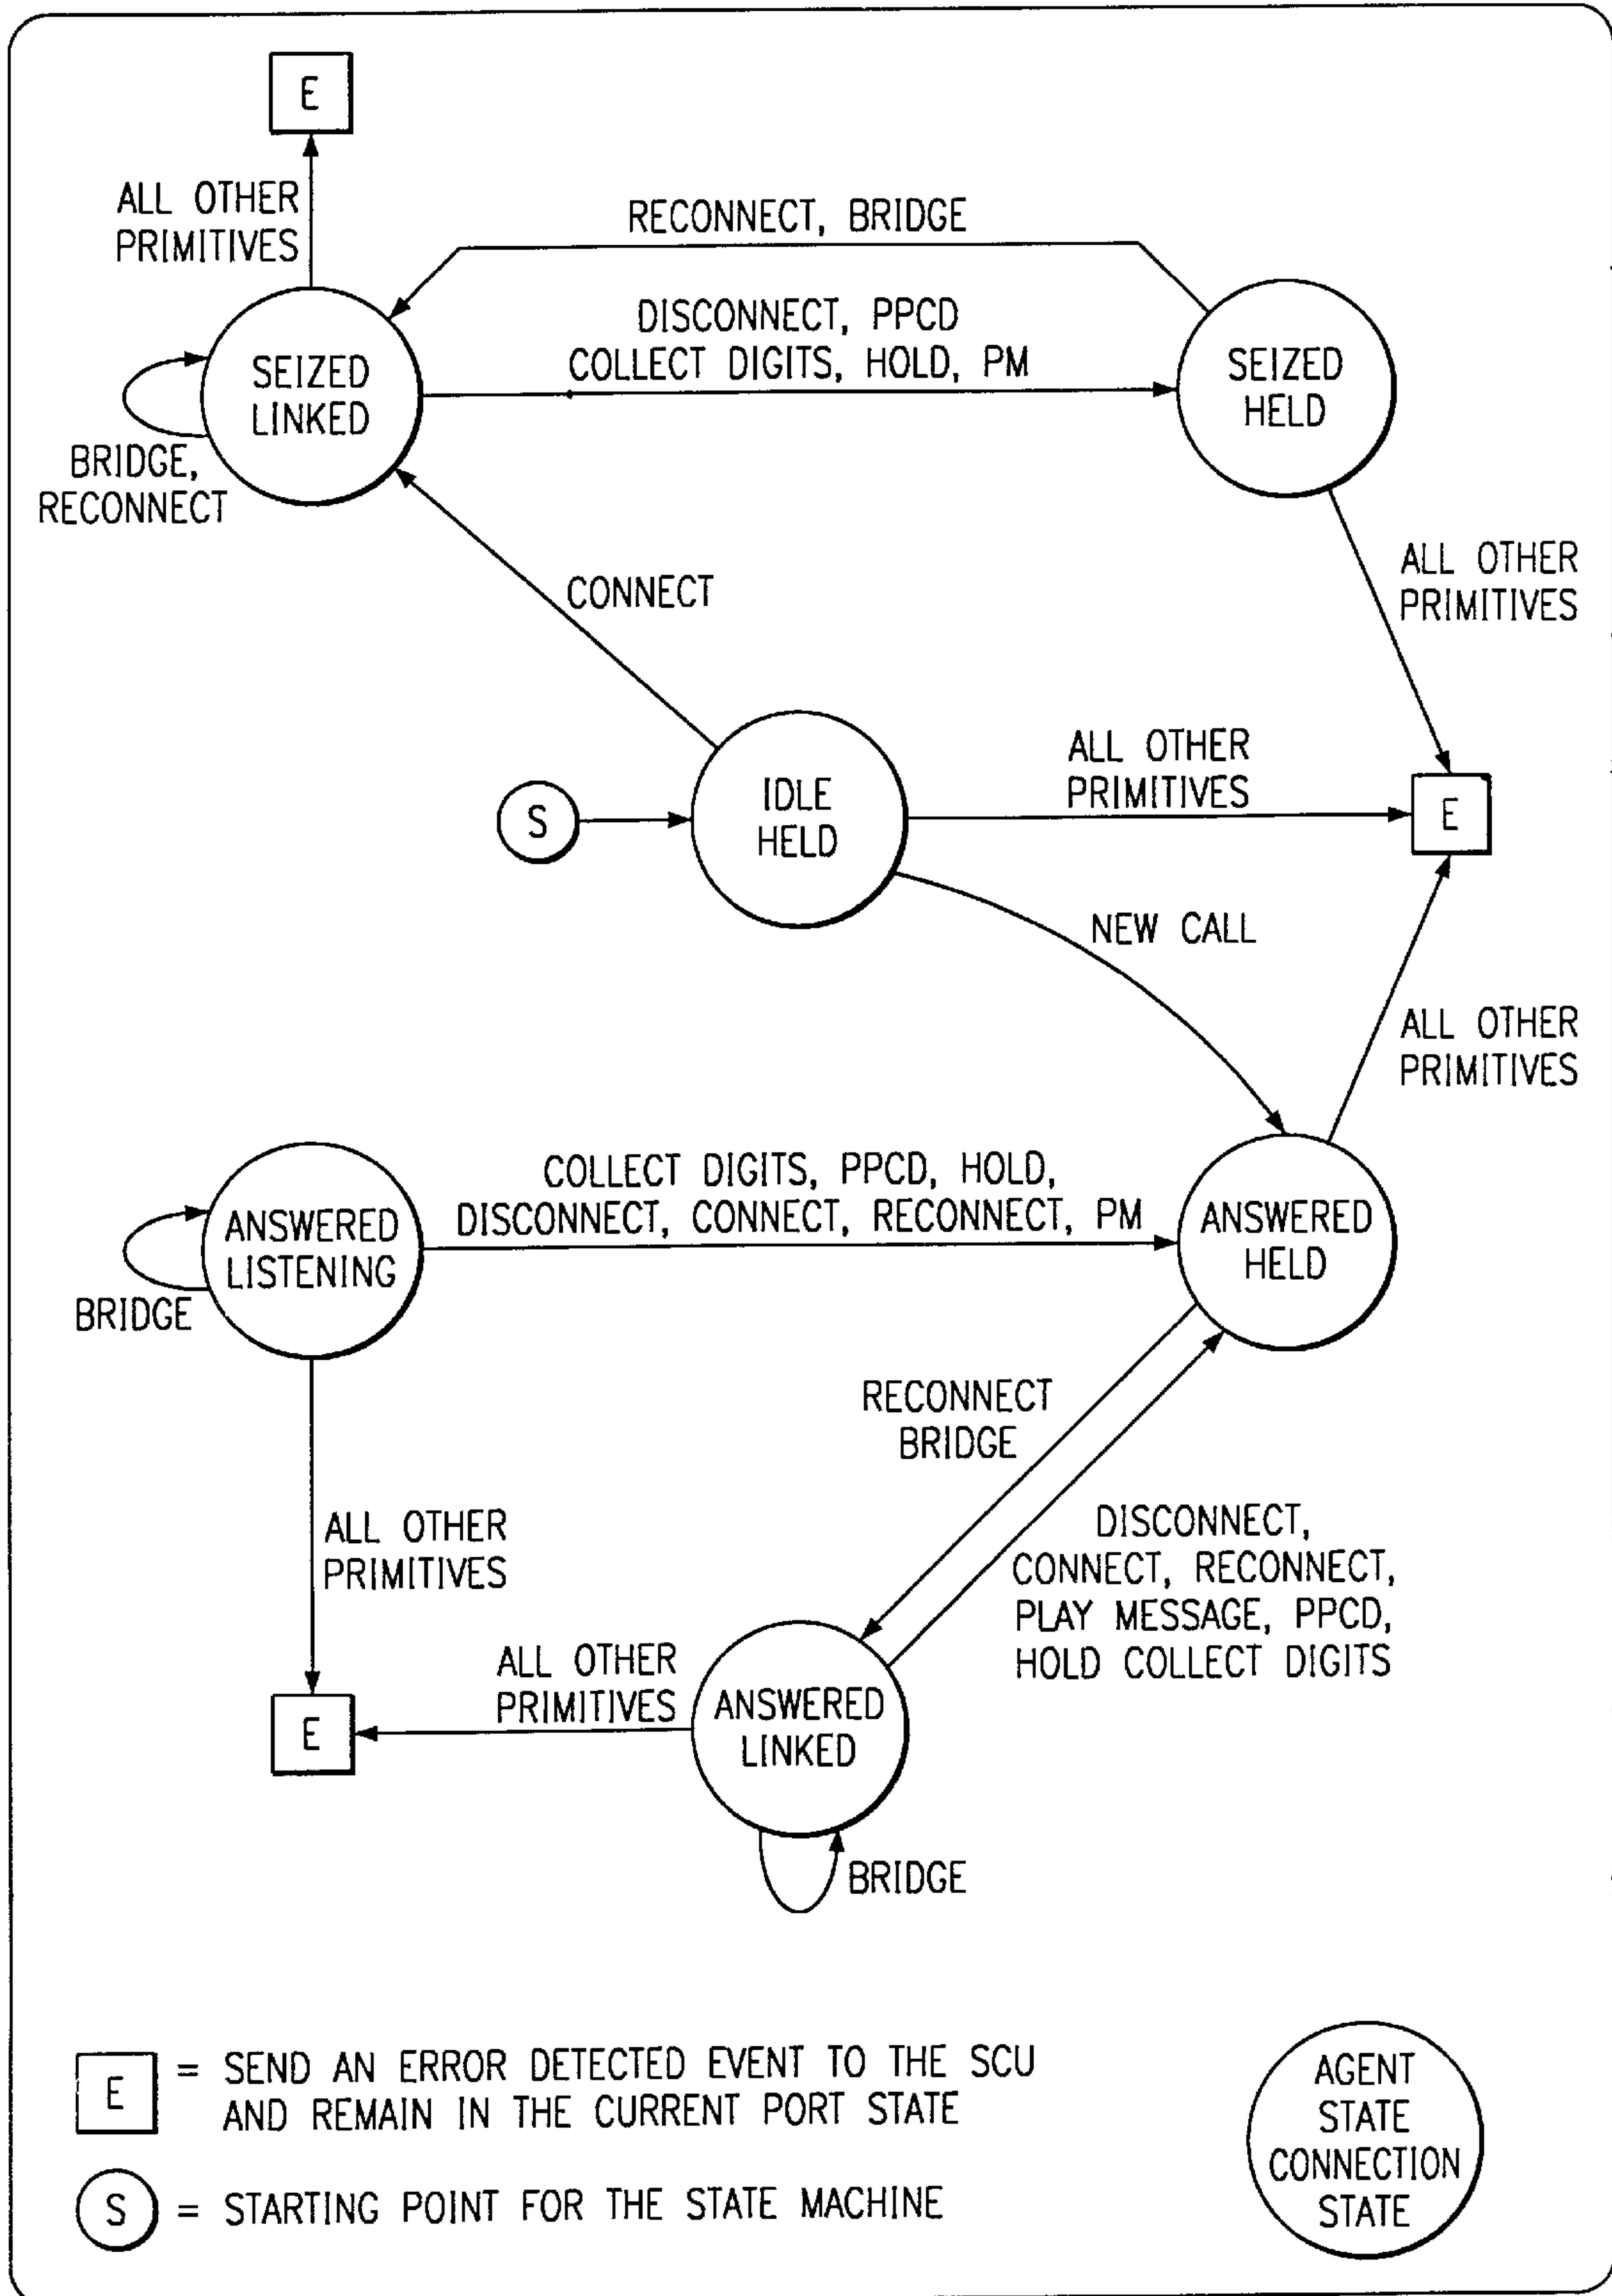 E
ALL OTHER
PRIMITIVES
RECONNECT, BRIDGE
DISCONNECT, PPCD
COLLECT DIGITS, HOLD, PM
SEIZED
LINKED
SEIZED
HELD
BRIDGE,
RECONNECT
CONNECT
ALL OTHER
PRIMITIVES
IDLE
HELD
ALL OTHER
PRIMITIVES
S
E
NEW CALL
ALL OTHER
PRIMITIVES
COLLECT DIGITS, PPCD, HOLD,
DISCONNECT, CONNECT, RECONNECT, PM
ANSWERED
LISTENING
ANSWERED
HELD
BRIDGE
RECONNECT
BRIDGE
ALL OTHER
PRIMITIVES
DISCONNECT,
CONNECT, RECONNECT,
PLAY MESSAGE, PPCD,
HOLD COLLECT DIGITS
ALL OTHER
PRIMITIVES
E
ANSWERED
LINKED
BRIDGE
E = SEND AN ERROR DETECTED EVENT TO THE SCU
AND REMAIN IN THE CURRENT PORT STATE
S = STARTING POINT FOR THE STATE MACHINE
AGENT
STATE
CONNECTION
STATE